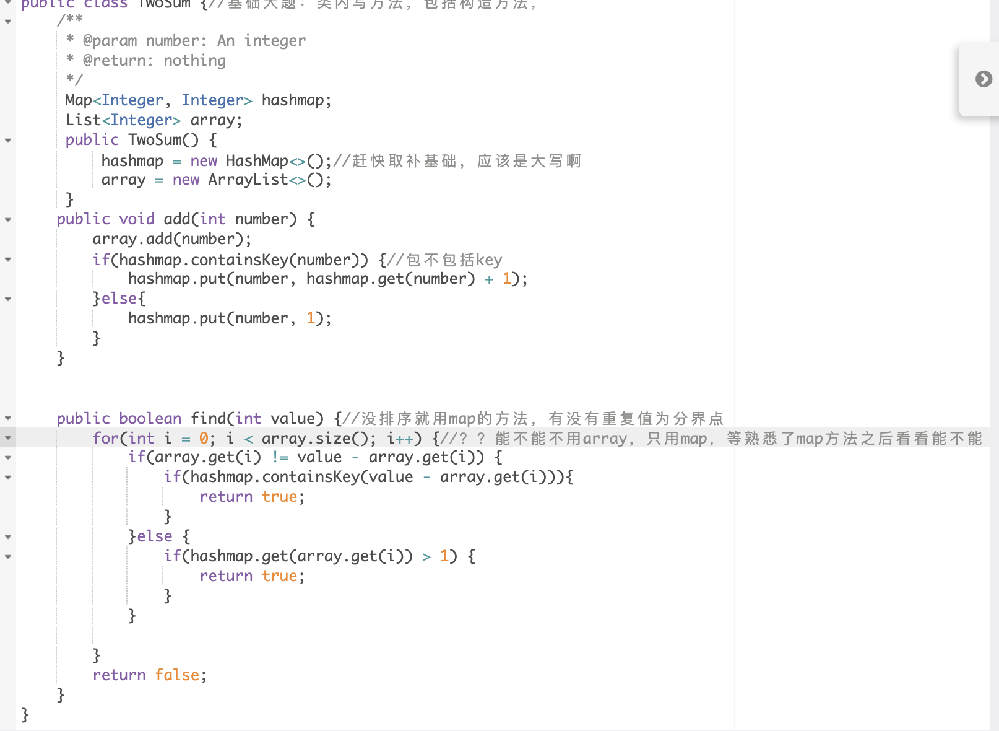 public class TwoSum {//基础大题：类内写方法，包括构造方法，
/**
* @param number: An integer
* @return: nothing
*/
Map<Integer, Integer> hashmap;
List<Integer> array;
public TwoSum() {
hashmap = new HashMap<>();//赶快取补基础，应该是大写啊
array = new ArrayList<>();
}
public void add(int number) {
array.add(number);
if(hashmap.containsKey(number)) {//包不包括key
hashmap.put(number, hashmap.get(number) + 1);
}else{
hashmap.put(number, 1);
}
}
public boolean find(int value) {//没排序就用map的方法，有没有重复值为分界点
for(int i = 0; i < array.size(); i++) {//？？能不能不用array，只用map，等熟悉了map方法之后看看能不能
if(array.get(i) != value - array.get(i)) {
if(hashmap.containsKey(value - array.get(i))){
return true;
}
}else {
if(hashmap.get(array.get(i)) > 1) {
return true;
}
}
}
return false;
}
}